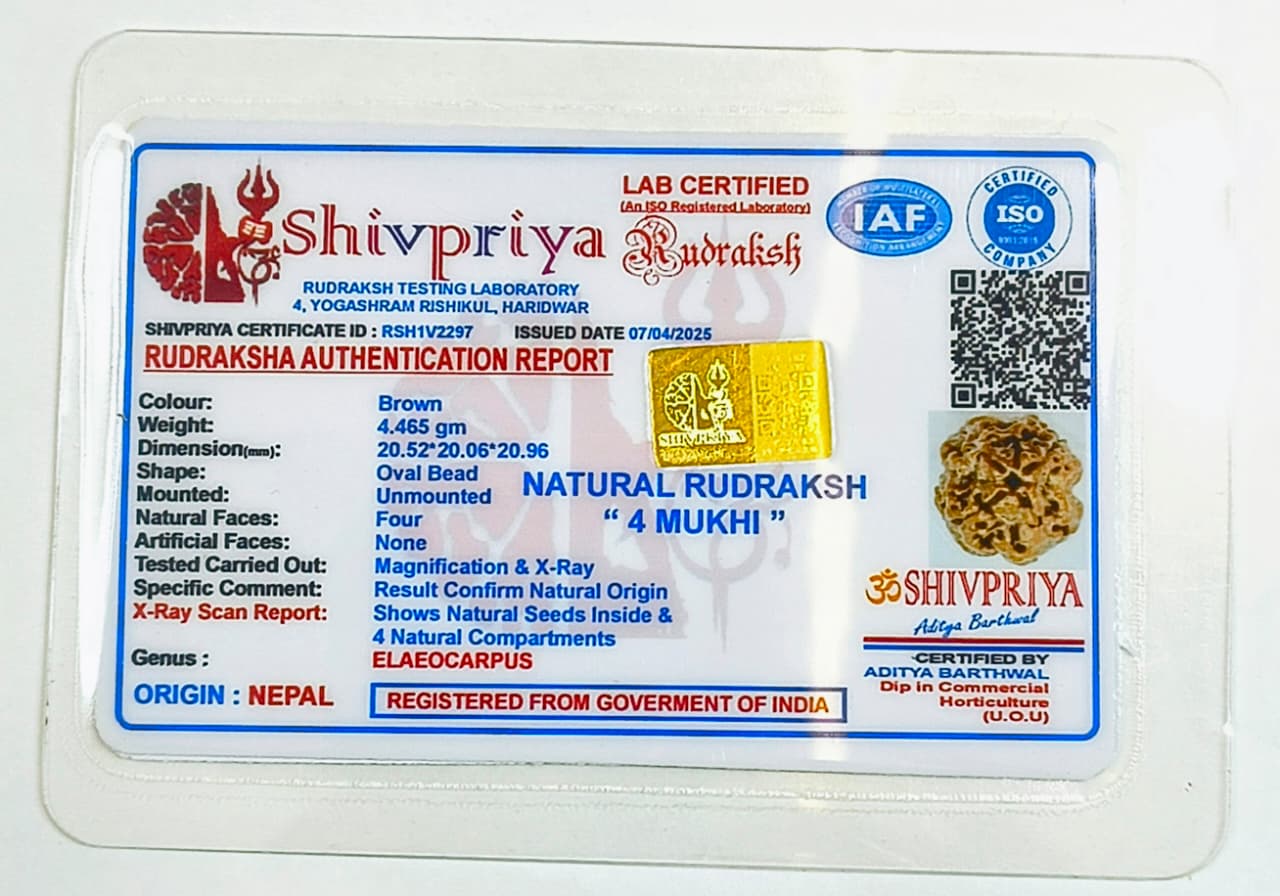 Shivpriya
RUDRAKSH TESTING LABORATORY
4, YOGASHRAM RISHIKUL, HARIDWAR
LAB CERTIFIED
(An ISO Registered Laboratory)
Rudraksh
IAF
RECOGNITION ARRANGEMENT
CERTIFIED
ISO
COMPANY
SHIVPRIYA CERTIFICATE ID : RSH1V2297 ISSUED DATE 07/04/2025
RUDRAKSHA AUTHENTICATION REPORT
Colour: Brown
Weight: 4.465 gm
Dimension(mm): 20.52*20.06*20.96
Shape: Oval Bead
Mounted: Unmounted
Natural Faces: Four
Artificial Faces: None
Tested Carried Out: Magnification & X-Ray
Specific Comment: Result Confirm Natural Origin
X-Ray Scan Report: Shows Natural Seeds Inside &
4 Natural Compartments
Genus : ELAEOCARPUS
ORIGIN : NEPAL
REGISTERED FROM GOVERMENT OF INDIA
SHIVPRIYA
NATURAL RUDRAKSH
“ 4 MUKHI ”
ॐ SHIVPRIYA
Aditya Barthwal
CERTIFIED BY
ADITYA BARTHWAL
Dip in Commercial
Horticulture
(U.O.U)